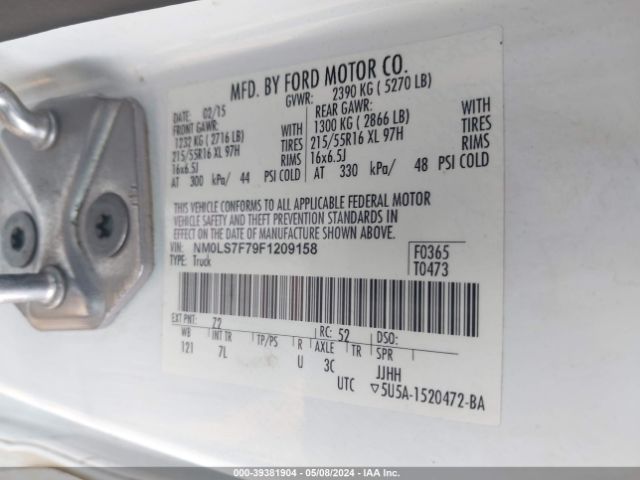 MFD. BY FORD MOTOR CO.
DATE: 02/15 GVWR: 2390 KG ( 5270 LB)
FRONT GAWR: REAR GAWR:
1232 KG ( 2716 LB) WITH 1300 KG ( 2866 LB) WITH
215/55R16 XL 97H TIRES 215/55R16 XL 97H TIRES
16x6.5J RIMS 16x6.5J RIMS
AT 300 kPa/ 44 PSI COLD AT 330 kPa/ 48 PSI COLD
THIS VEHICLE CONFORMS TO ALL APPLICABLE FEDERAL MOTOR
VEHICLE SAFETY AND THEFT PREVENTION STANDARDS IN
EFFECT ON THE DATE OF MANUFACTURE SHOWN ABOVE.
VIN: NM0LS7F79F1209158 F0365
TYPE: Truck T0473
EXT PNT: Z2 RC: 52 DSO:
WB INT TR TP/PS R AXLE TR SPR
121 7L U 3C JJHH
UTC ▽5U5A-1520472-BA
ONLINE-39381904 - 05/08/2024 - IAA Inc.